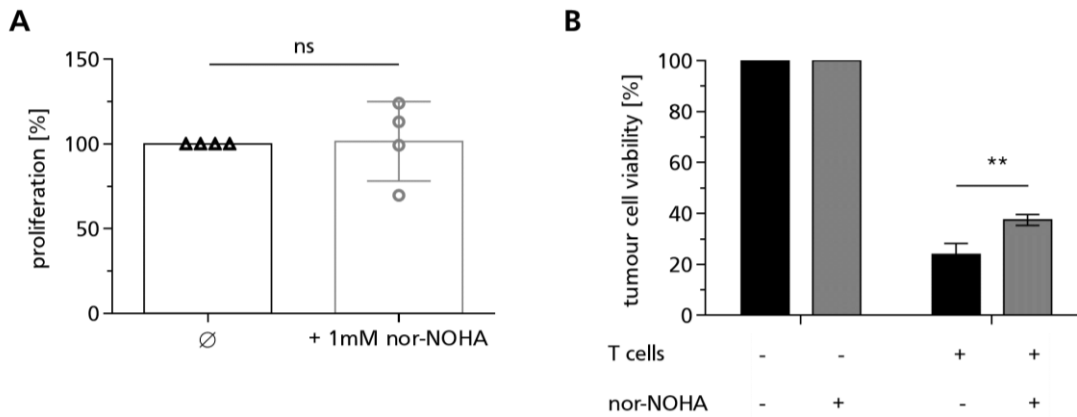 A
ns
150
100
50
0
proliferation [%]
∅
+ 1mM nor-NOHA
B
100
80
60
40
20
0
tumour cell viability [%]
**
T cells - - + +
nor-NOHA - + - +